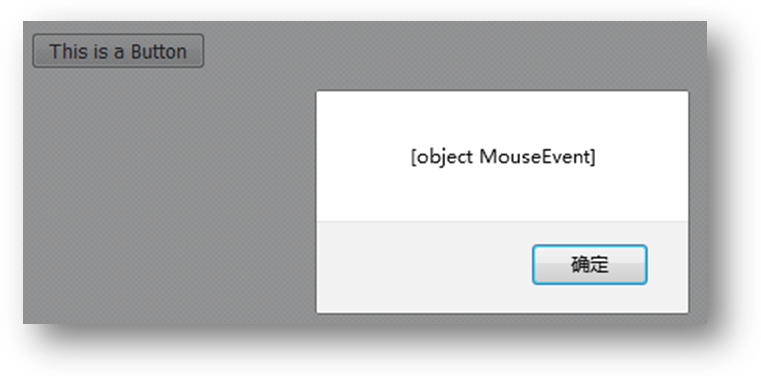 This is a Button
[object MouseEvent]
确定